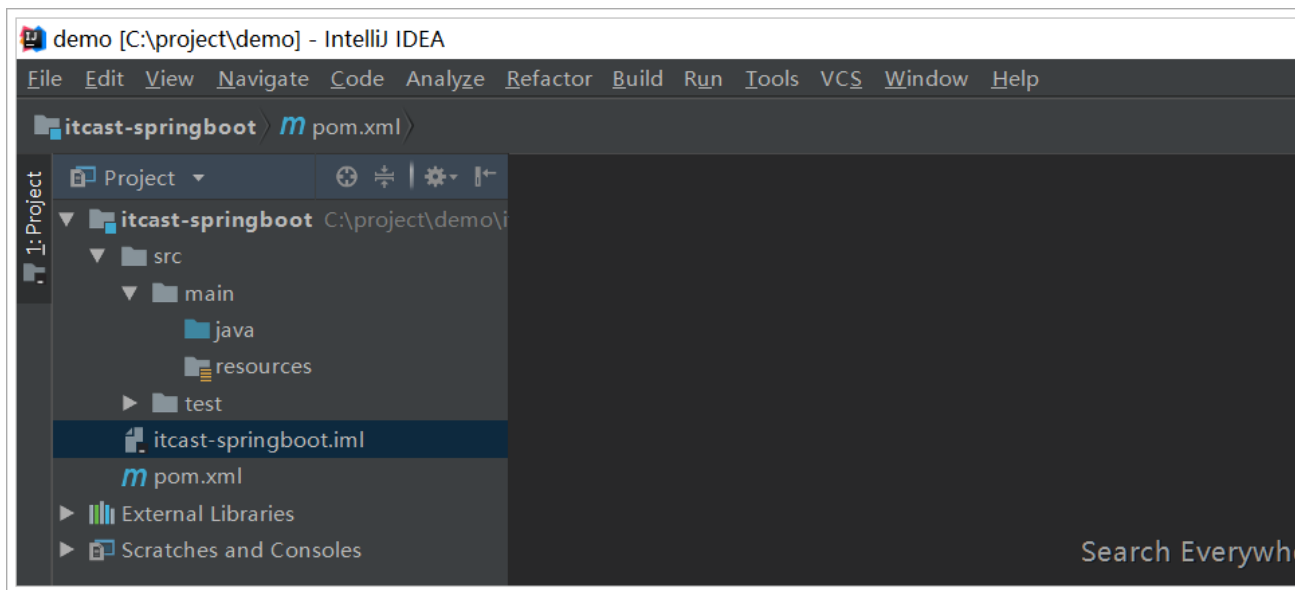 demo [C:\project\demo] - IntelliJ IDEA
File Edit View Navigate Code Analyze Refactor Build Run Tools VCS Window Help
itcast-springboot m pom.xml
1: Project
Project
itcast-springboot C:\project\demo\i
src
main
java
resources
test
itcast-springboot.iml
m pom.xml
External Libraries
Scratches and Consoles
Search Everywhe